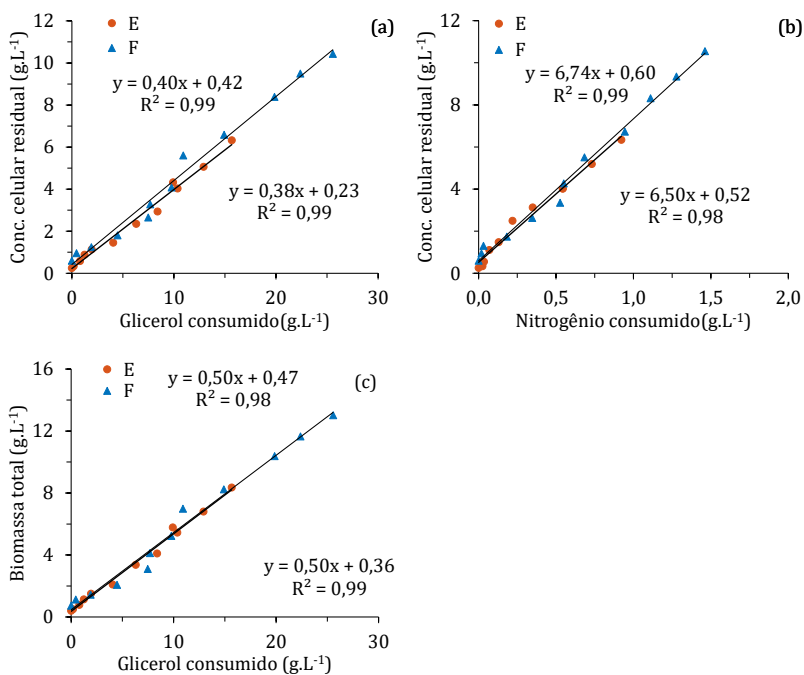 12
10
8
6
4
2
0
0
10
20
30
Conc. celular residual (g.L⁻¹)
Glicerol consumido(g.L⁻¹)
E
F
(a)
y = 0,40x + 0,42
R² = 0,99
y = 0,38x + 0,23
R² = 0,99
12
8
4
0
0,0
0,5
1,0
1,5
2,0
Conc. celular residual (g.L⁻¹)
Nitrogênio consumido(g.L⁻¹)
E
F
(b)
y = 6,74x + 0,60
R² = 0,99
y = 6,50x + 0,52
R² = 0,98
16
12
8
4
0
0
10
20
30
Biomassa total (g.L⁻¹)
Glicerol consumido (g.L⁻¹)
E
F
(c)
y = 0,50x + 0,47
R² = 0,98
y = 0,50x + 0,36
R² = 0,99